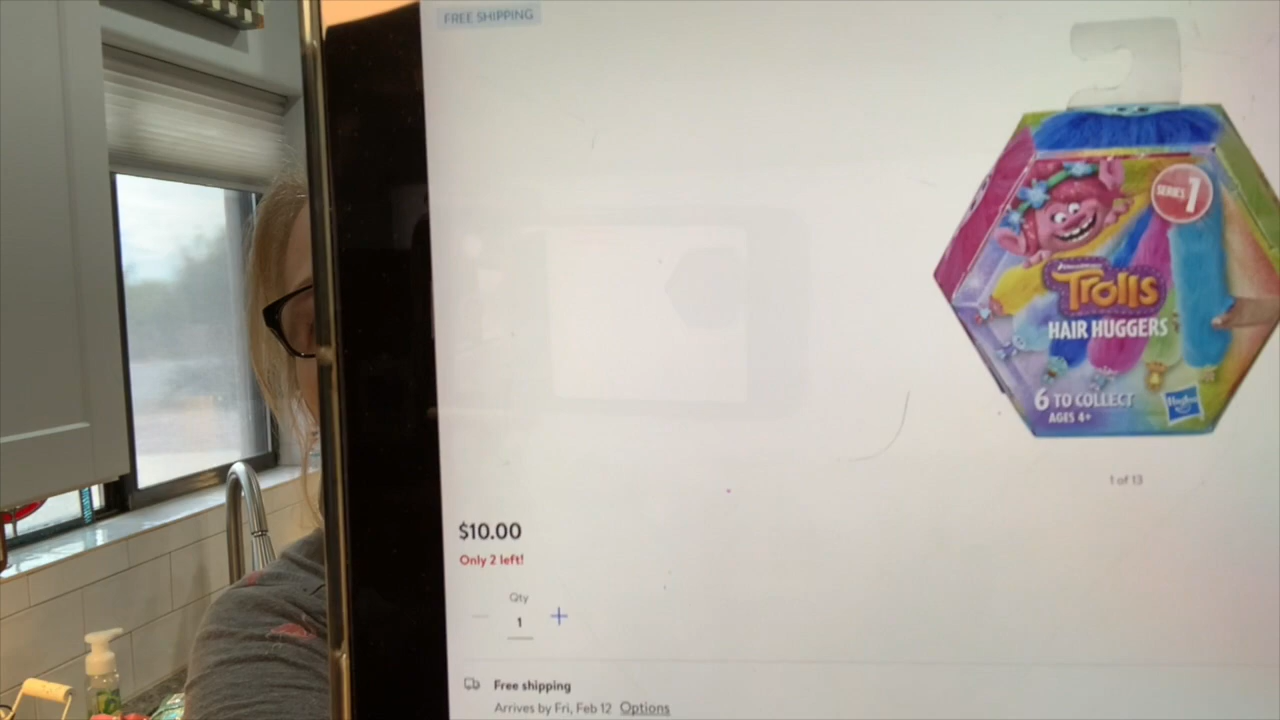 FREE SHIPPING
SERIES 1
Trolls
HAIR HUGGERS
6 TO COLLECT
AGES 4+
Hasbro
1 of 13
$10.00
Only 2 left!
Qty
1
Free shipping
Arrives by Fri, Feb 12 Options